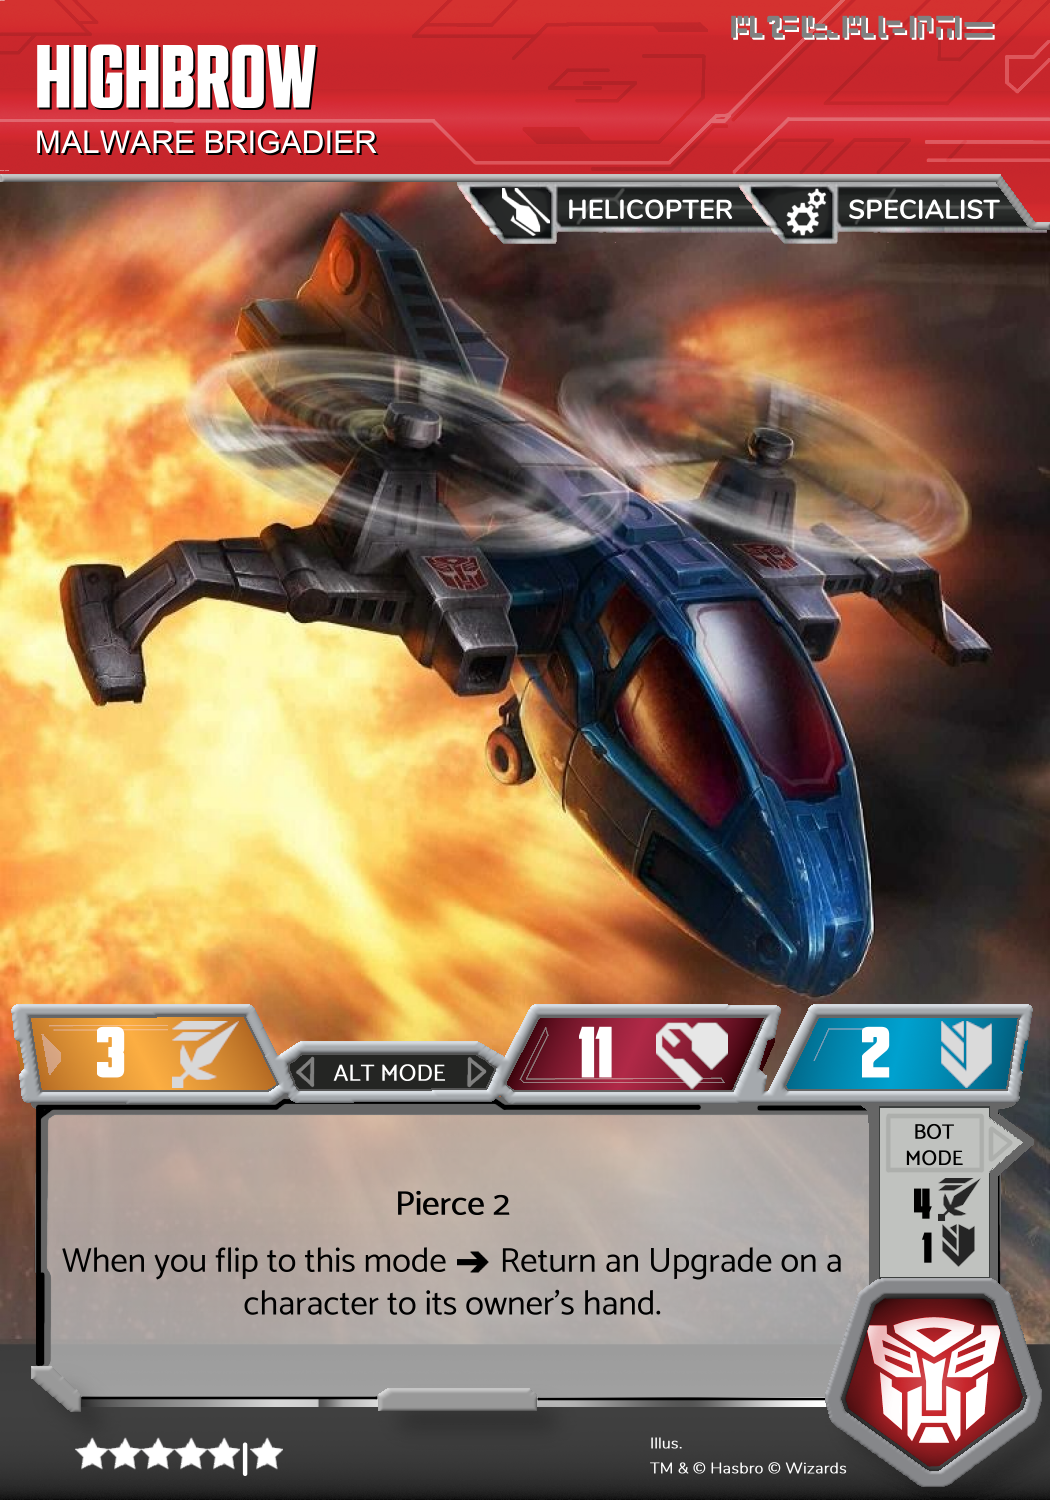 HIGHBROW
MALWARE BRIGADIER
HELICOPTER
SPECIALIST
3
ALT MODE
11
2
BOT
MODE
4
1
Pierce 2
When you flip to this mode ➔ Return an Upgrade on a
character to its owner's hand.
Illus.
TM & © Hasbro © Wizards